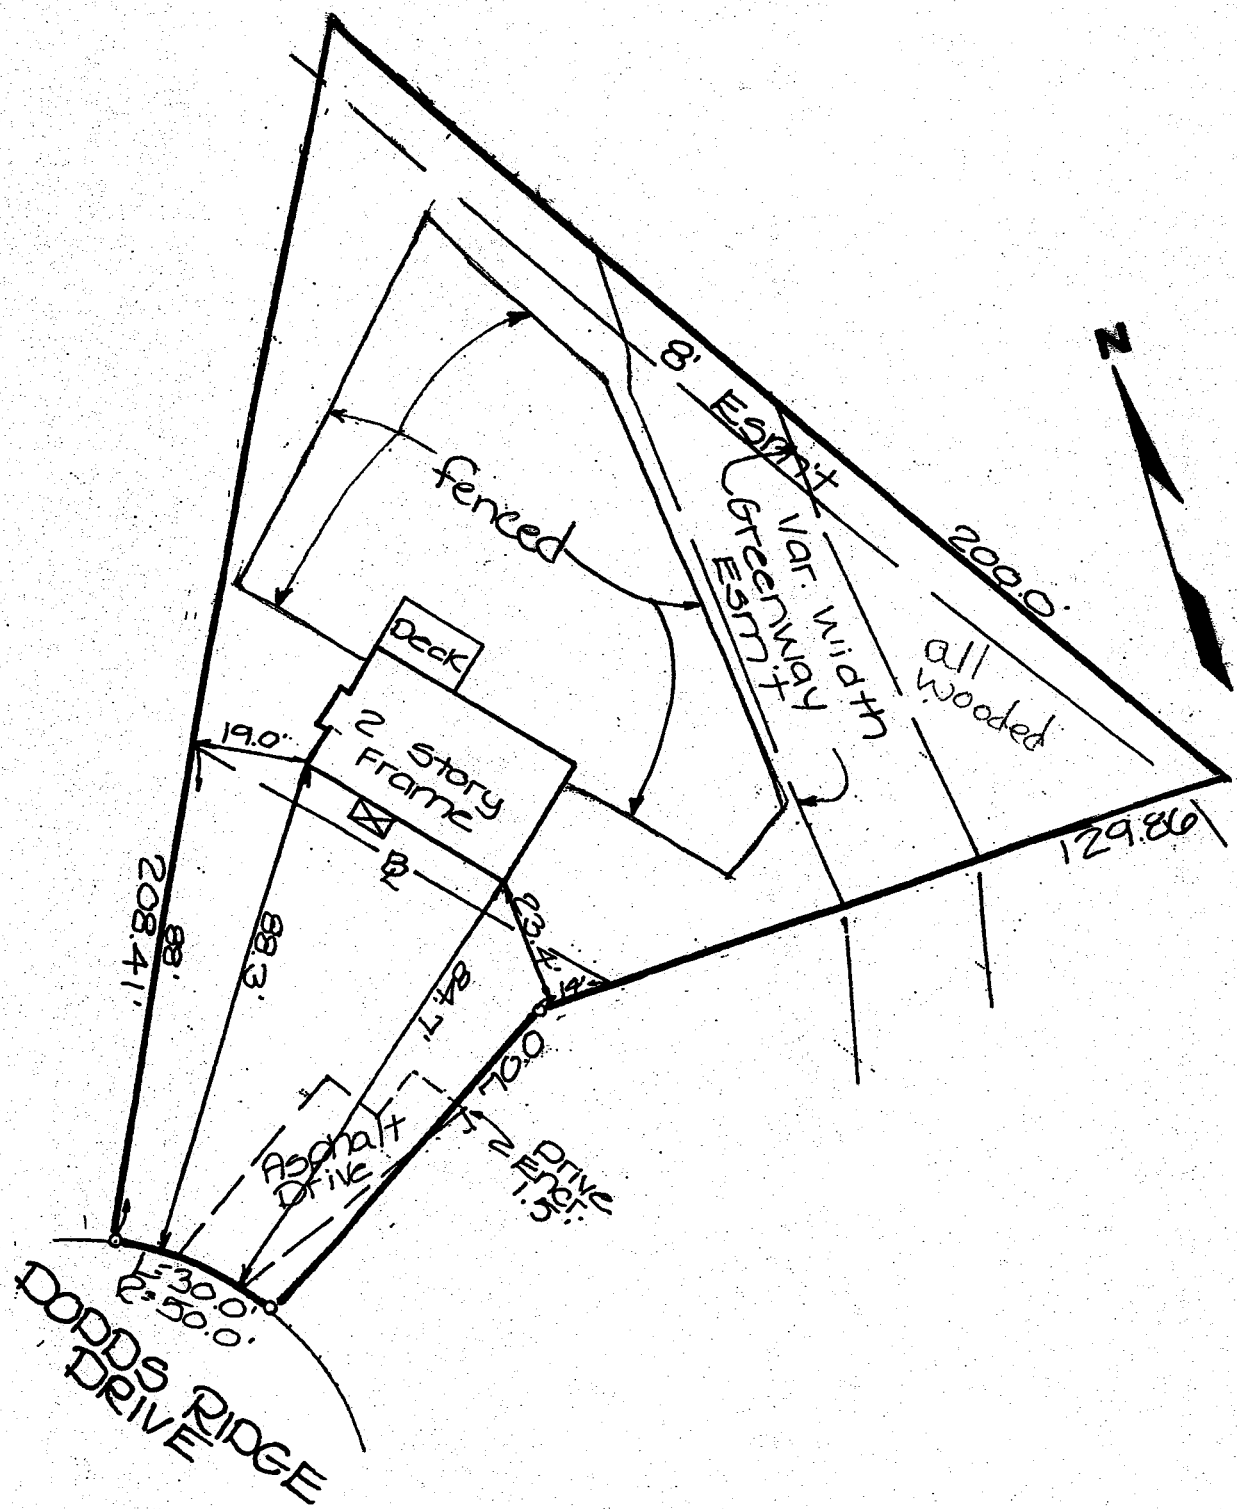 N
8' Esm't
200.0'
fenced
Var. Width
Greenway
Esm't
all
wooded
Deck
2 Story
Frame
19.0'
BL
129.86
208.41'
88'
88.3'
23.4'
14'
84.7'
70.0
Asphalt
Drive
Drive
Encr.
1.5'
L=30.0'
R=50.0'
DODDS RIDGE
DRIVE